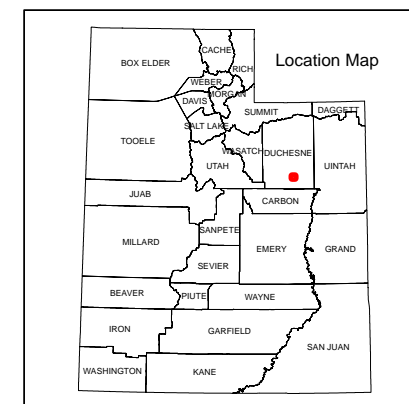 Location Map
BOX ELDER
CACHE
RICH
WEBER
MORGAN
DAVIS
SUMMIT
DAGGETT
SALT LAKE
TOOELE
WASATCH
DUCHESNE
UTAH
UINTAH
JUAB
CARBON
SANPETE
MILLARD
EMERY
GRAND
SEVIER
BEAVER
PIUTE
WAYNE
IRON
GARFIELD
SAN JUAN
WASHINGTON
KANE